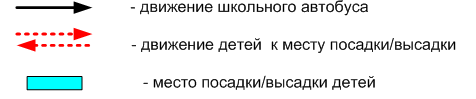 - движение школьного автобуса
- движение детей к месту посадки/высадки
- место посадки/высадки детей